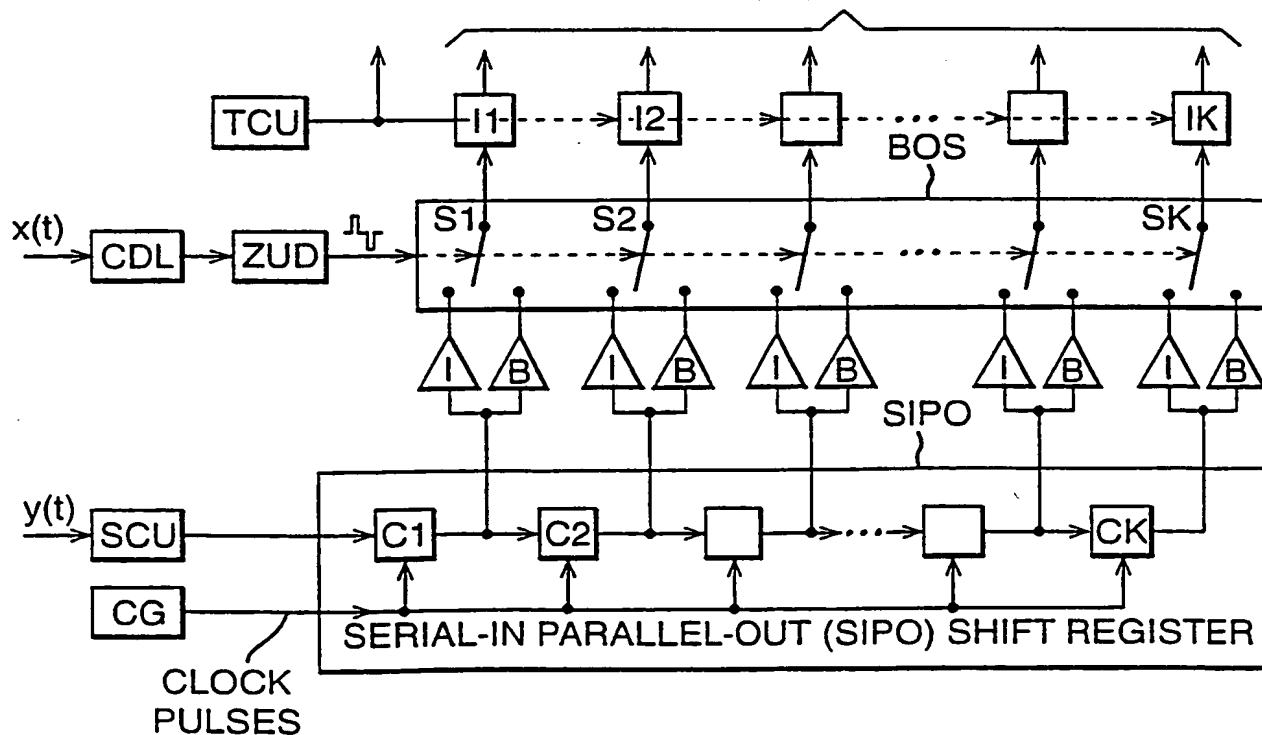 TCU I1 I2 IK
BOS
S1 S2 SK
x(t) CDL ZUD
I B I B I B I B I B
SIPO
y(t) SCU C1 C2 CK
CG
SERIAL-IN PARALLEL-OUT (SIPO) SHIFT REGISTER
CLOCK
PULSES